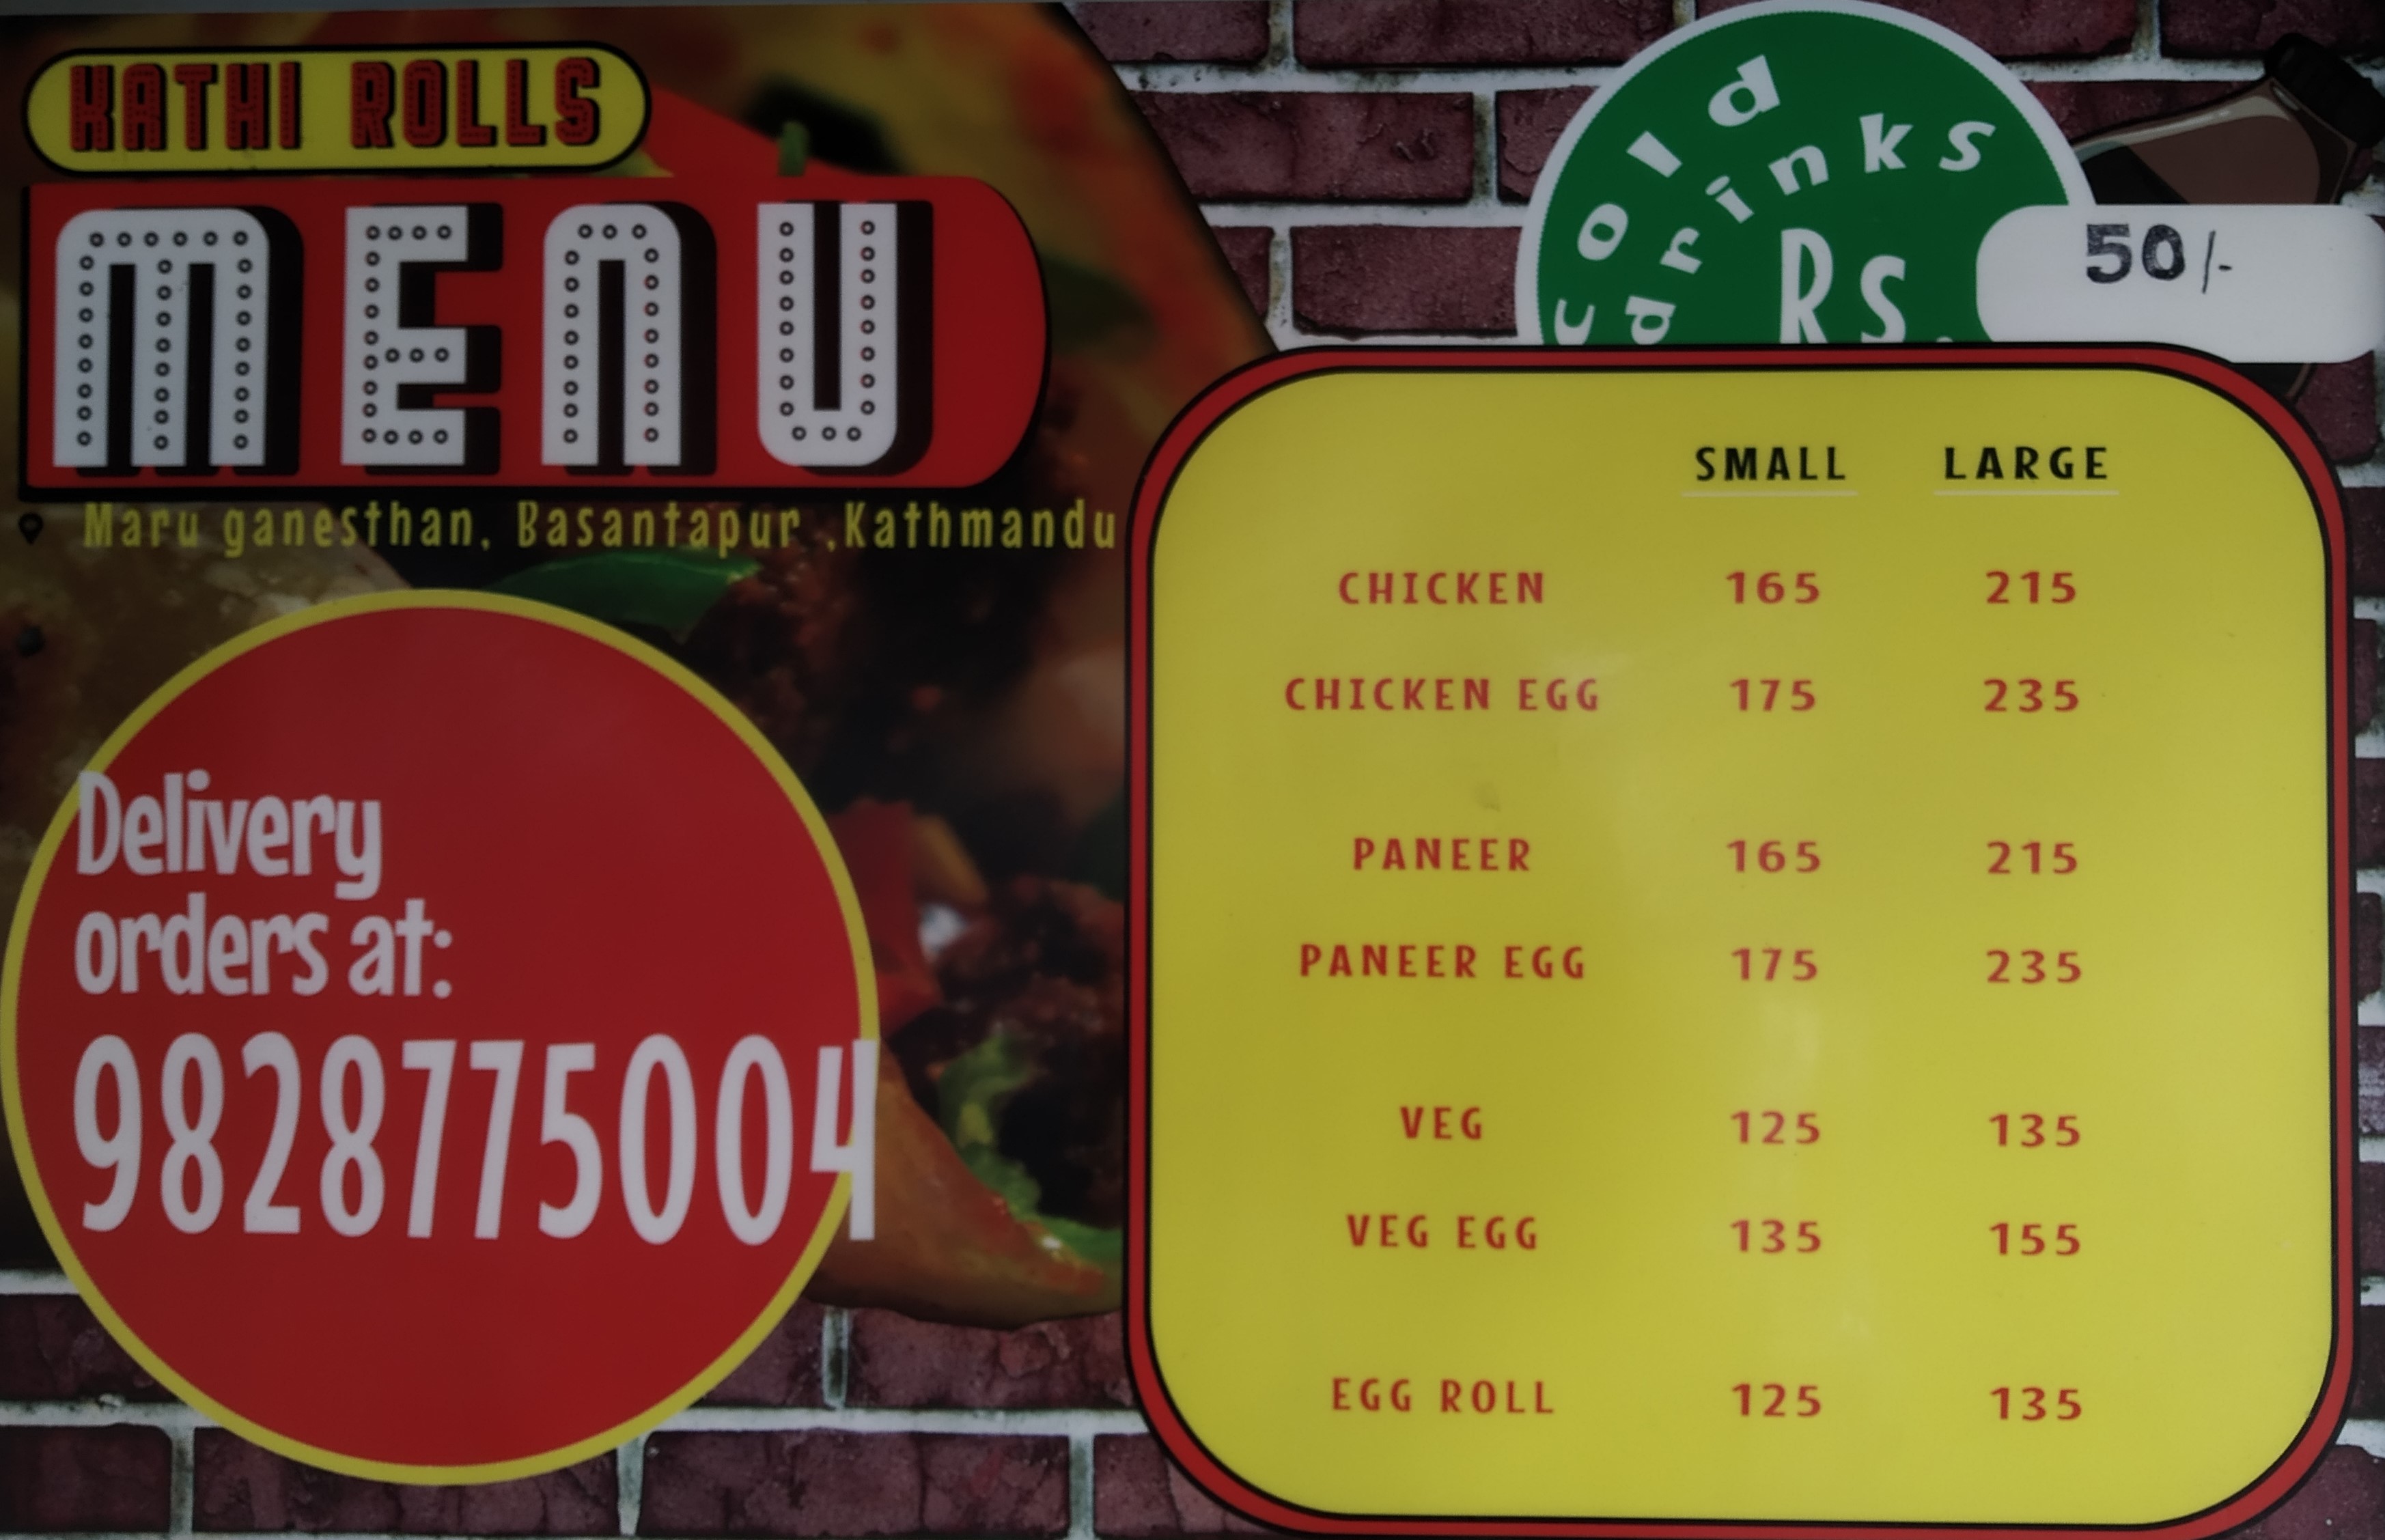 KATHI ROLLS
MENU
Maru ganesthan, Basantapur ,Kathmandu
Delivery
orders at:
9828775004
cold
drinks
Rs. 50/-
SMALL LARGE
CHICKEN 165 215
CHICKEN EGG 175 235
PANEER 165 215
PANEER EGG 175 235
VEG 125 135
VEG EGG 135 155
EGG ROLL 125 135